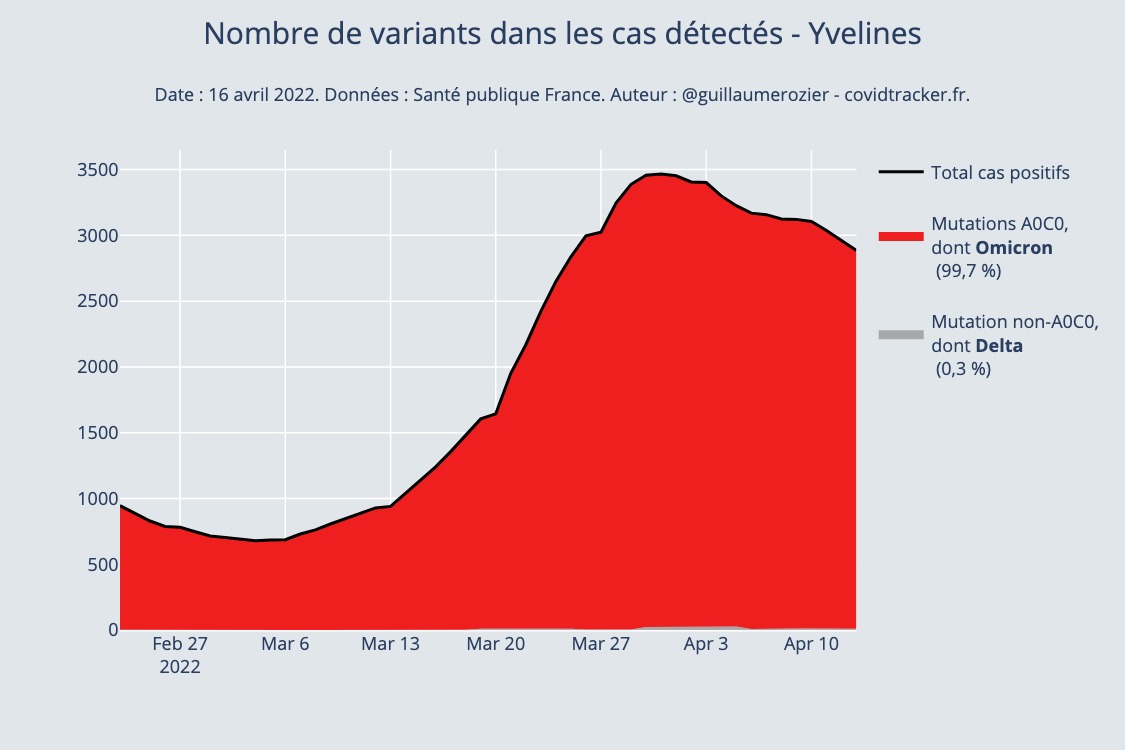 Nombre de variants dans les cas détectés - Yvelines
Date : 16 avril 2022. Données : Santé publique France. Auteur : @guillaumerozier - covidtracker.fr.
3500
3000
2500
2000
1500
1000
500
0
Feb 27
2022
Mar 6
Mar 13
Mar 20
Mar 27
Apr 3
Apr 10
Total cas positifs
Mutations A0C0,
dont Omicron
(99,7 %)
Mutation non-A0C0,
dont Delta
(0,3 %)